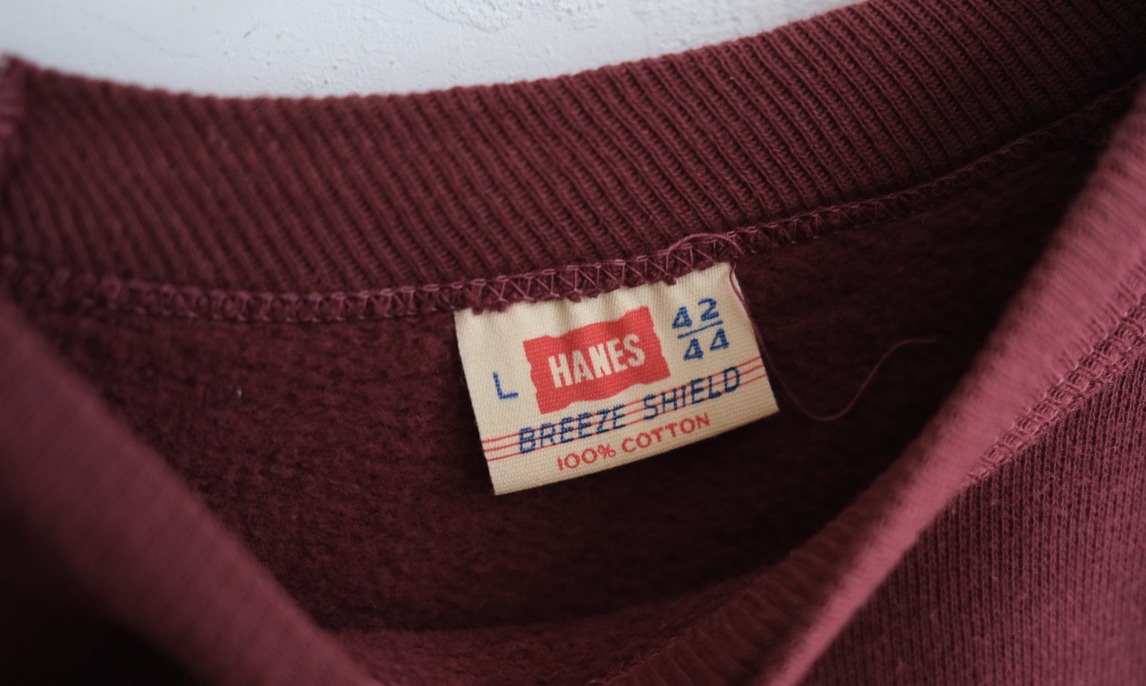 L HANES 42/44
BREEZE SHIELD
100% COTTON